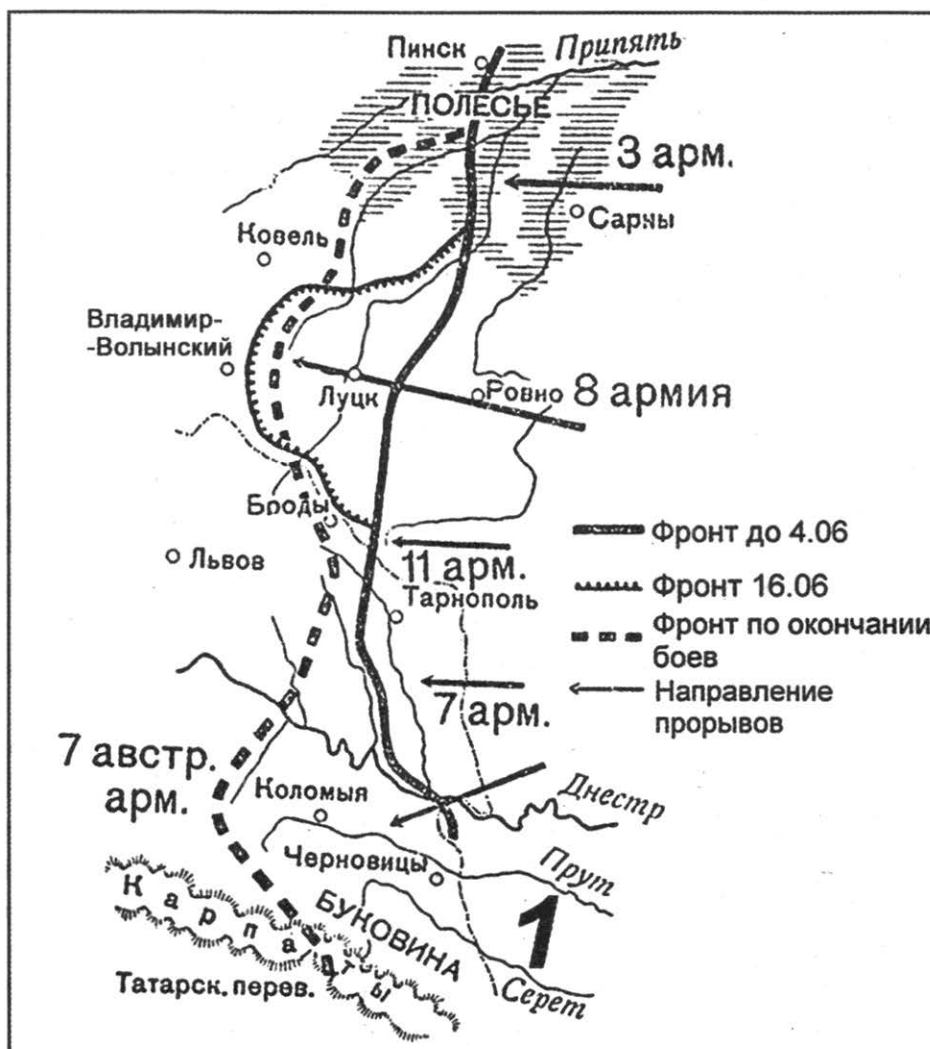 Пинск
Припять
ПОЛЕСЬЕ
3 арм.
Сарны
Ковель
Владимир-
-Волынский
Луцк
Ровно
8 армия
Броды
Львов
11 арм.
Тарнополь
Фронт до 4.06
Фронт 16.06
Фронт по окончании
боев
Направление
прорывов
7 арм.
7 австр.
арм.
Коломыя
Днестр
Черновицы
Прут
БУКОВИНА
1
Карпаты
Татарск. перев.
Серет